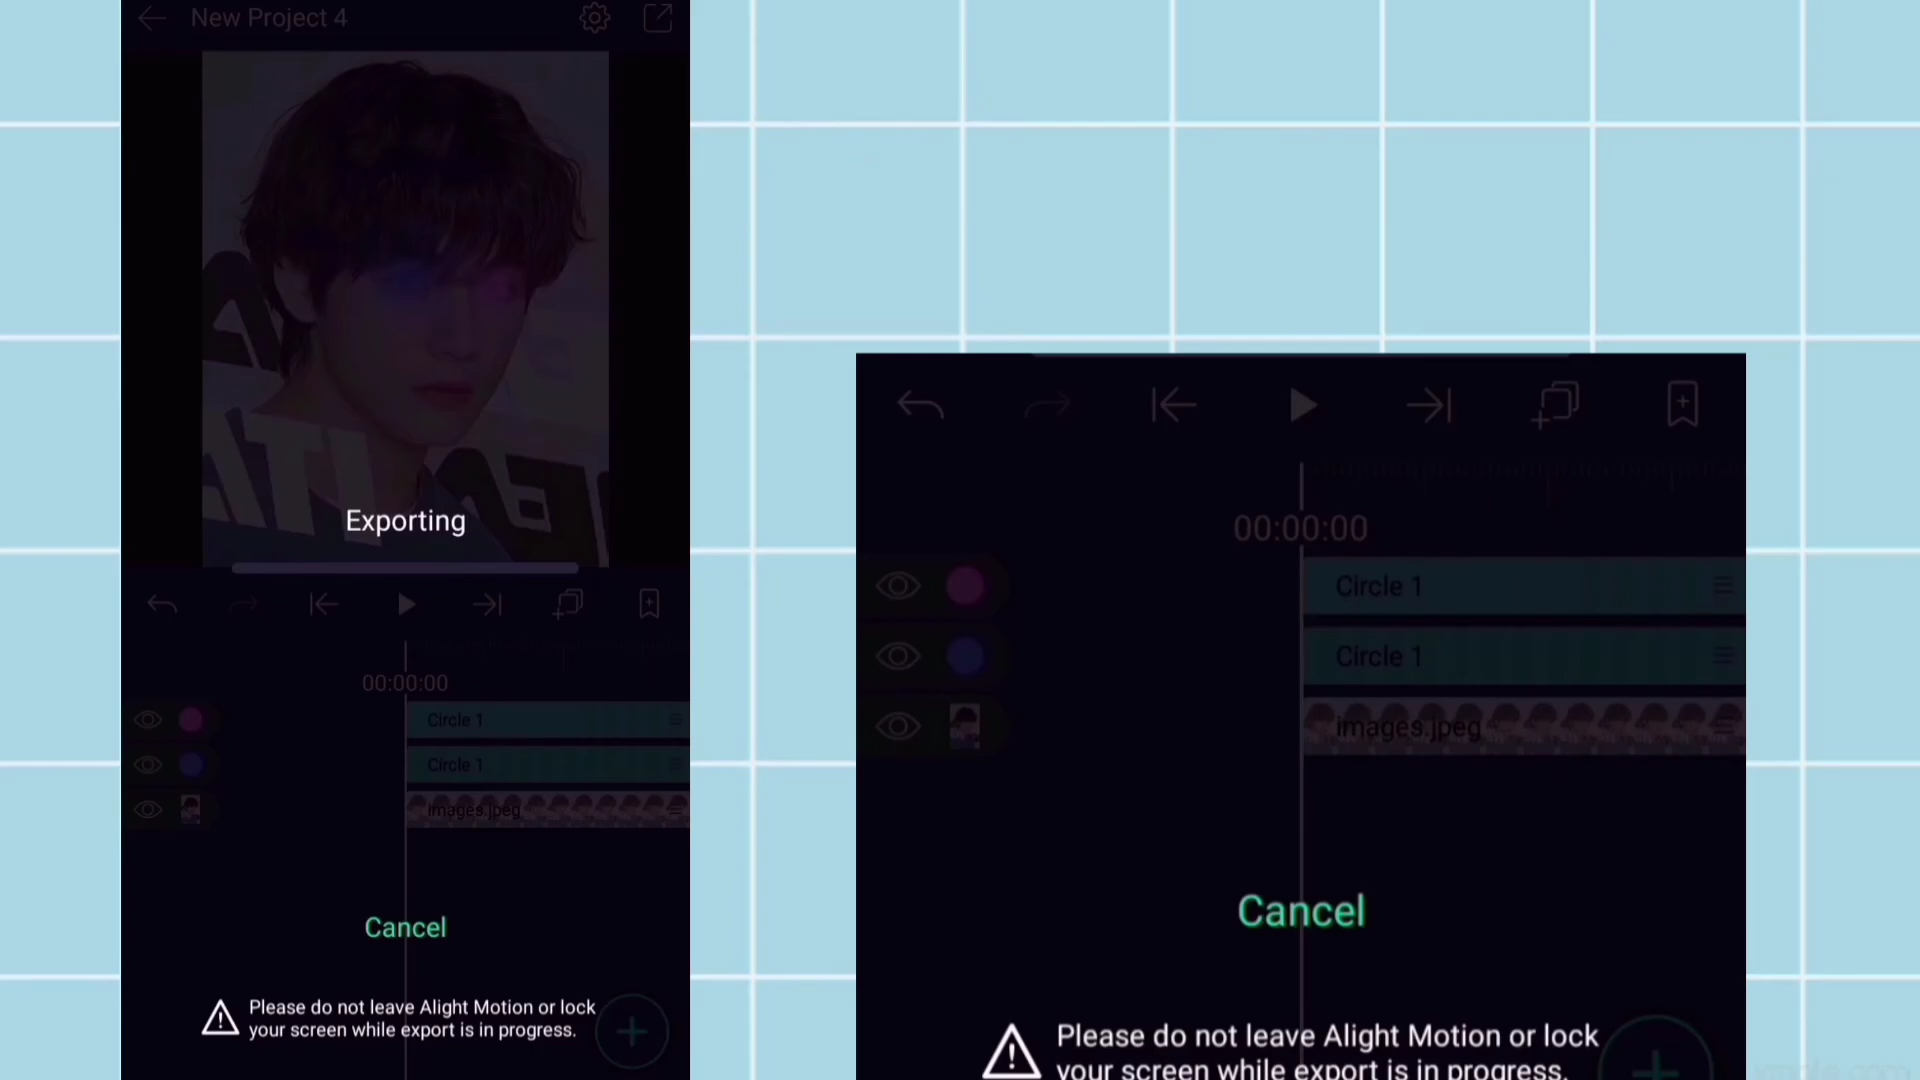 New Project 4
Exporting
00:00:00
Circle 1
Circle 1
images.jpeg
Cancel
Please do not leave Alight Motion or lock
your screen while export is in progress.
00:00:00
Circle 1
Circle 1
images.jpeg
Cancel
Please do not leave Alight Motion or lock
your screen while export is in progress.